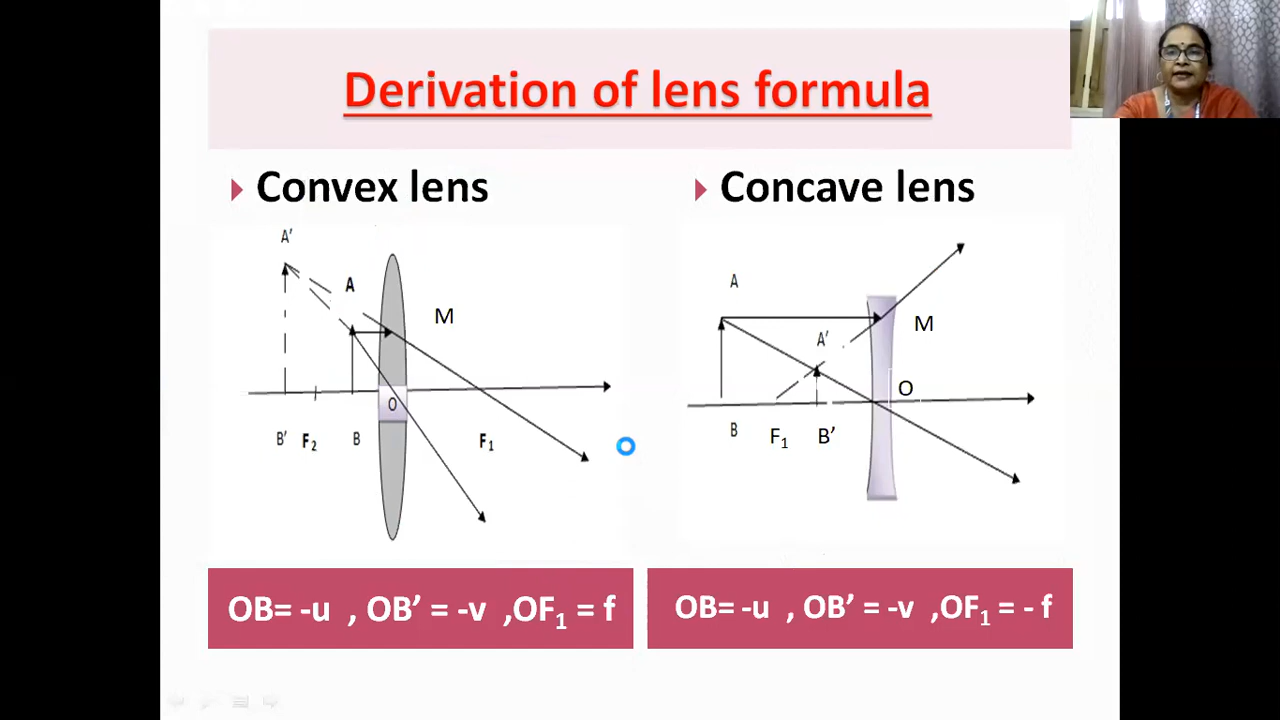 Derivation of lens formula
Convex lens
A′
A
M
O
B′ F₂ B F₁
OB= -u , OB’ = -v ,OF₁ = f
Concave lens
A
M
A′
O
B F₁ B′
OB= -u , OB’ = -v ,OF₁ = - f